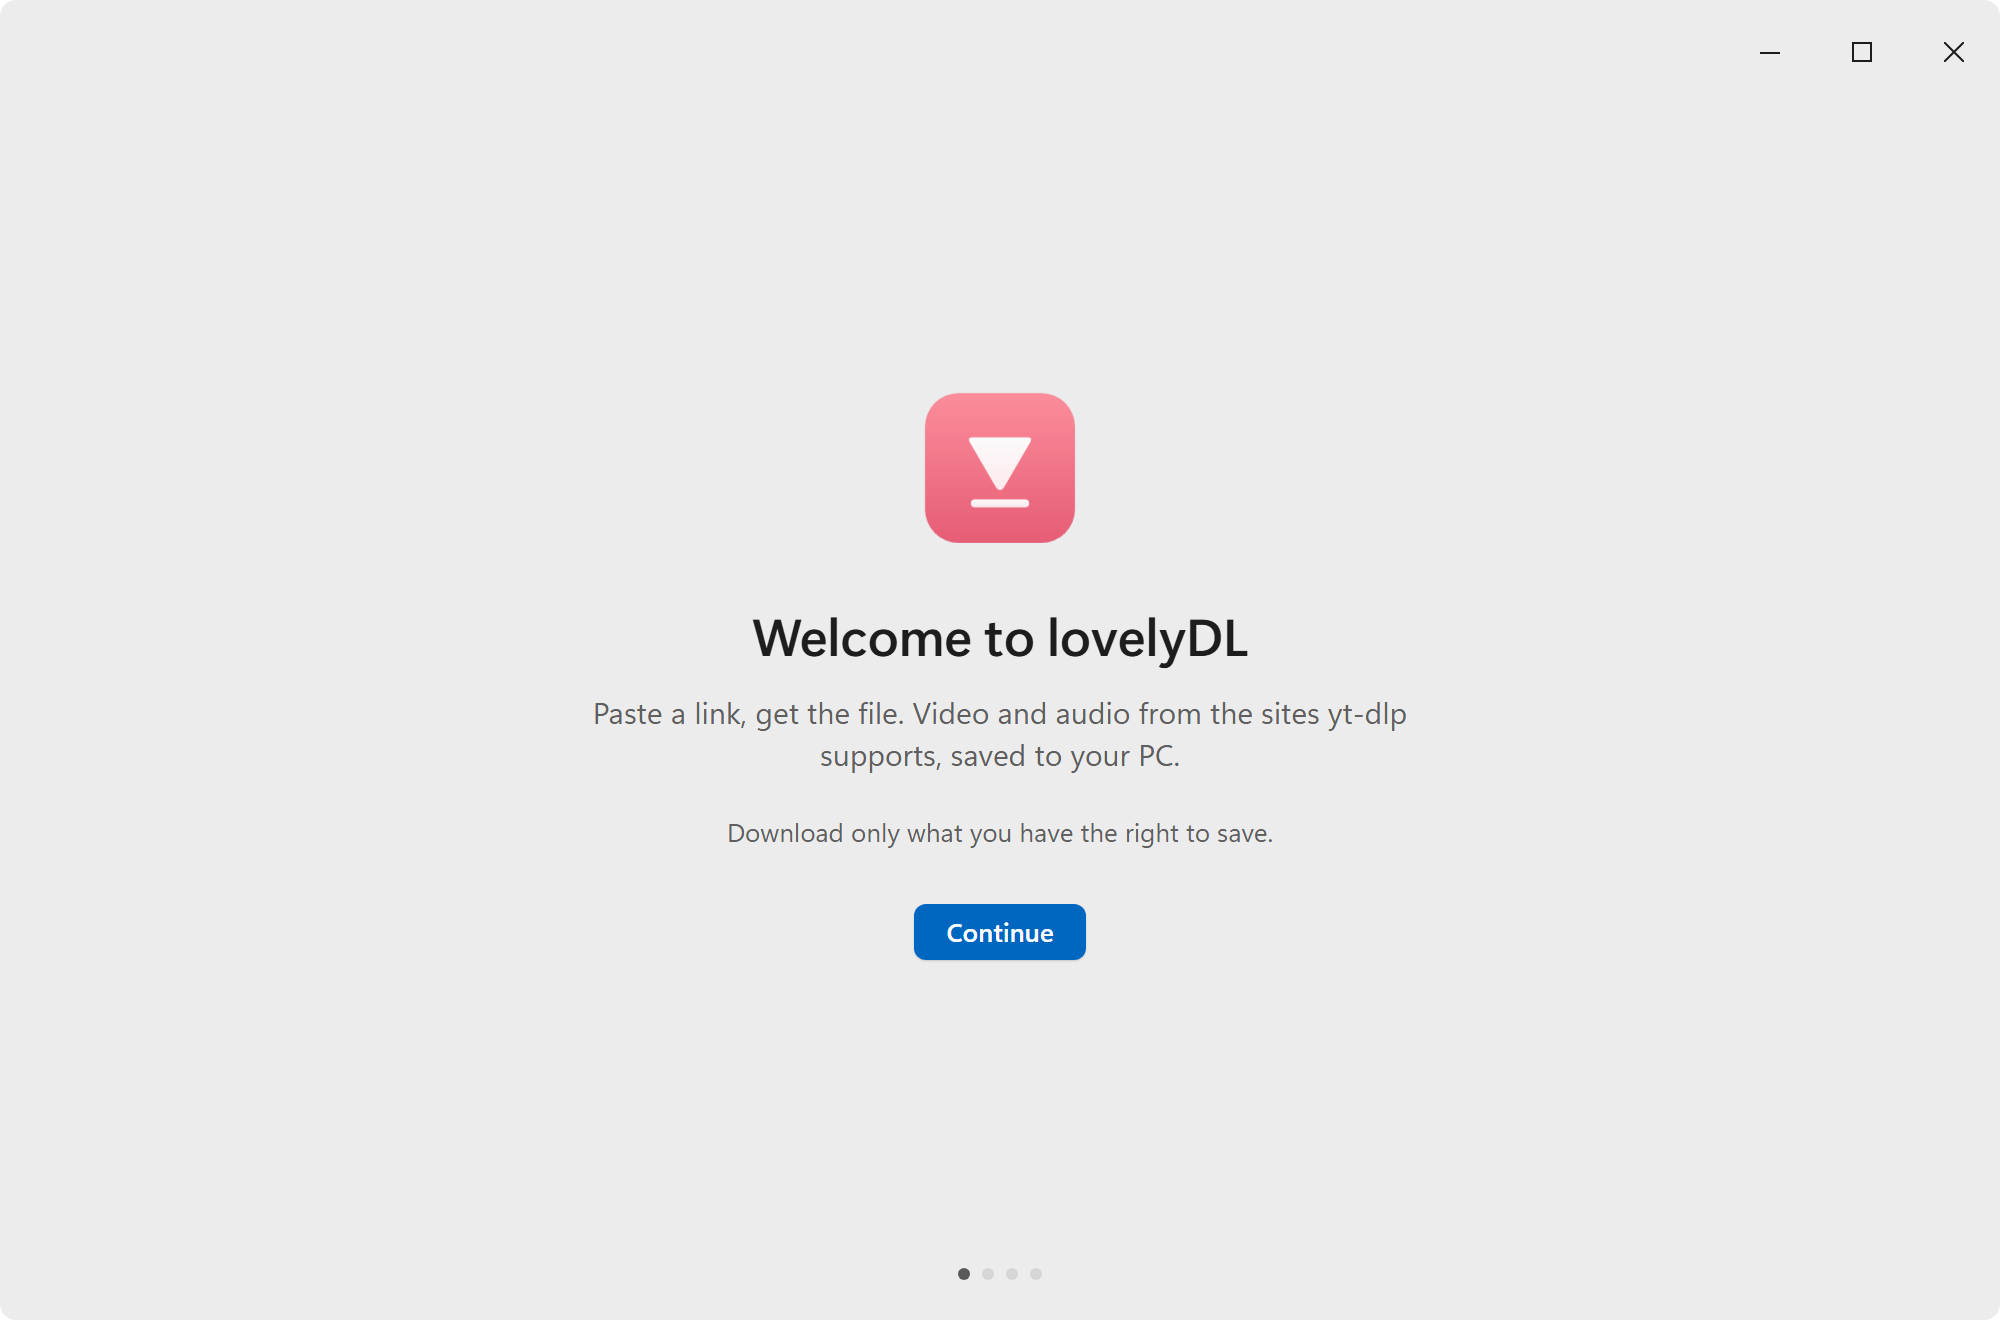 Welcome to lovelyDL
Paste a link, get the file. Video and audio from the sites yt-dlp
supports, saved to your PC.
Download only what you have the right to save.
Continue